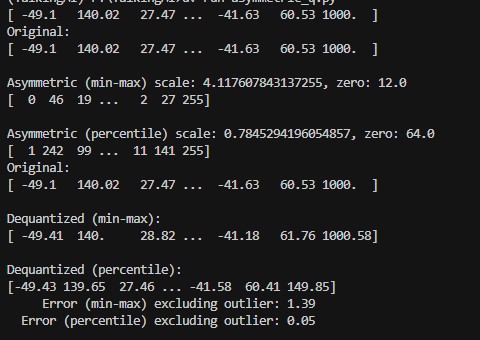 [ -49.1   140.02   27.47 ...  -41.63   60.53 1000.  ]
Original:
[ -49.1   140.02   27.47 ...  -41.63   60.53 1000.  ]
Asymmetric (min-max) scale: 4.117607843137255, zero: 12.0
[  0  46  19 ...   2  27 255]
Asymmetric (percentile) scale: 0.7845294196054857, zero: 64.0
[  1 242  99 ...  11 141 255]
Original:
[ -49.1   140.02   27.47 ...  -41.63   60.53 1000.  ]
Dequantized (min-max):
[ -49.41  140.     28.82 ...  -41.18   61.76 1000.58]
Dequantized (percentile):
[-49.43 139.65  27.46 ... -41.58  60.41 149.85]
Error (min-max) excluding outlier: 1.39
Error (percentile) excluding outlier: 0.05